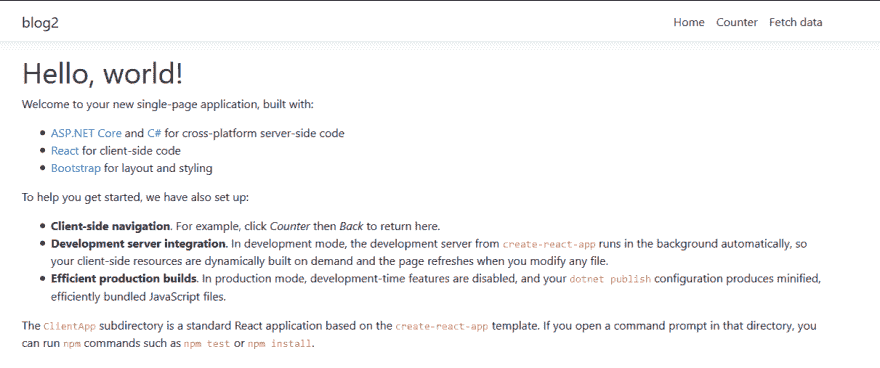 blog2
Home Counter Fetch data
Hello, world!
Welcome to your new single-page application, built with:
ASP.NET Core and C# for cross-platform server-side code
React for client-side code
Bootstrap for layout and styling
To help you get started, we have also set up:
Client-side navigation. For example, click Counter then Back to return here.
Development server integration. In development mode, the development server from create-react-app runs in the background automatically, so
your client-side resources are dynamically built on demand and the page refreshes when you modify any file.
Efficient production builds. In production mode, development-time features are disabled, and your dotnet publish configuration produces minified,
efficiently bundled JavaScript files.
The ClientApp subdirectory is a standard React application based on the create-react-app template. If you open a command prompt in that directory, you
can run npm commands such as npm test or npm install.